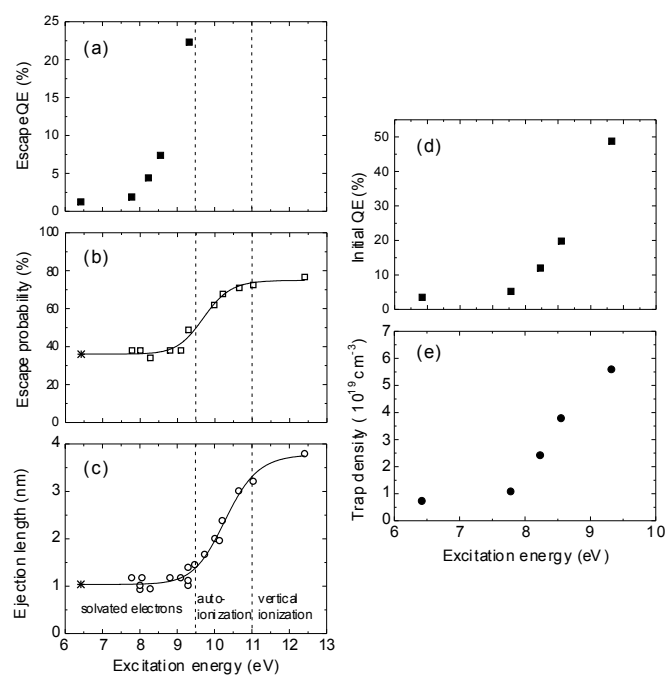 (a)
Escape QE (%)
25
20
15
10
5
0
(b)
Escape probability (%)
100
80
60
40
20
0
(c)
Ejection length (nm)
4
3
2
1
0
solvated electrons
auto-
ionization
vertical
ionization
6 7 8 9 10 11 12 13
Excitation energy (eV)
(d)
Initial QE (%)
50
40
30
20
10
0
(e)
Trap density (10¹⁹ cm⁻³)
7
6
5
4
3
2
1
0
6 7 8 9 10
Excitation energy (eV)